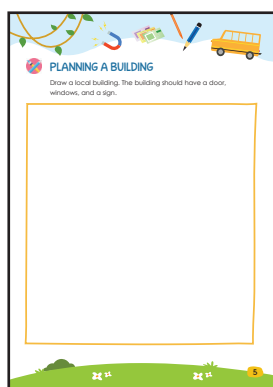 PLANNING A BUILDING
Draw a local building. The building should have a door,
windows, and a sign.
5